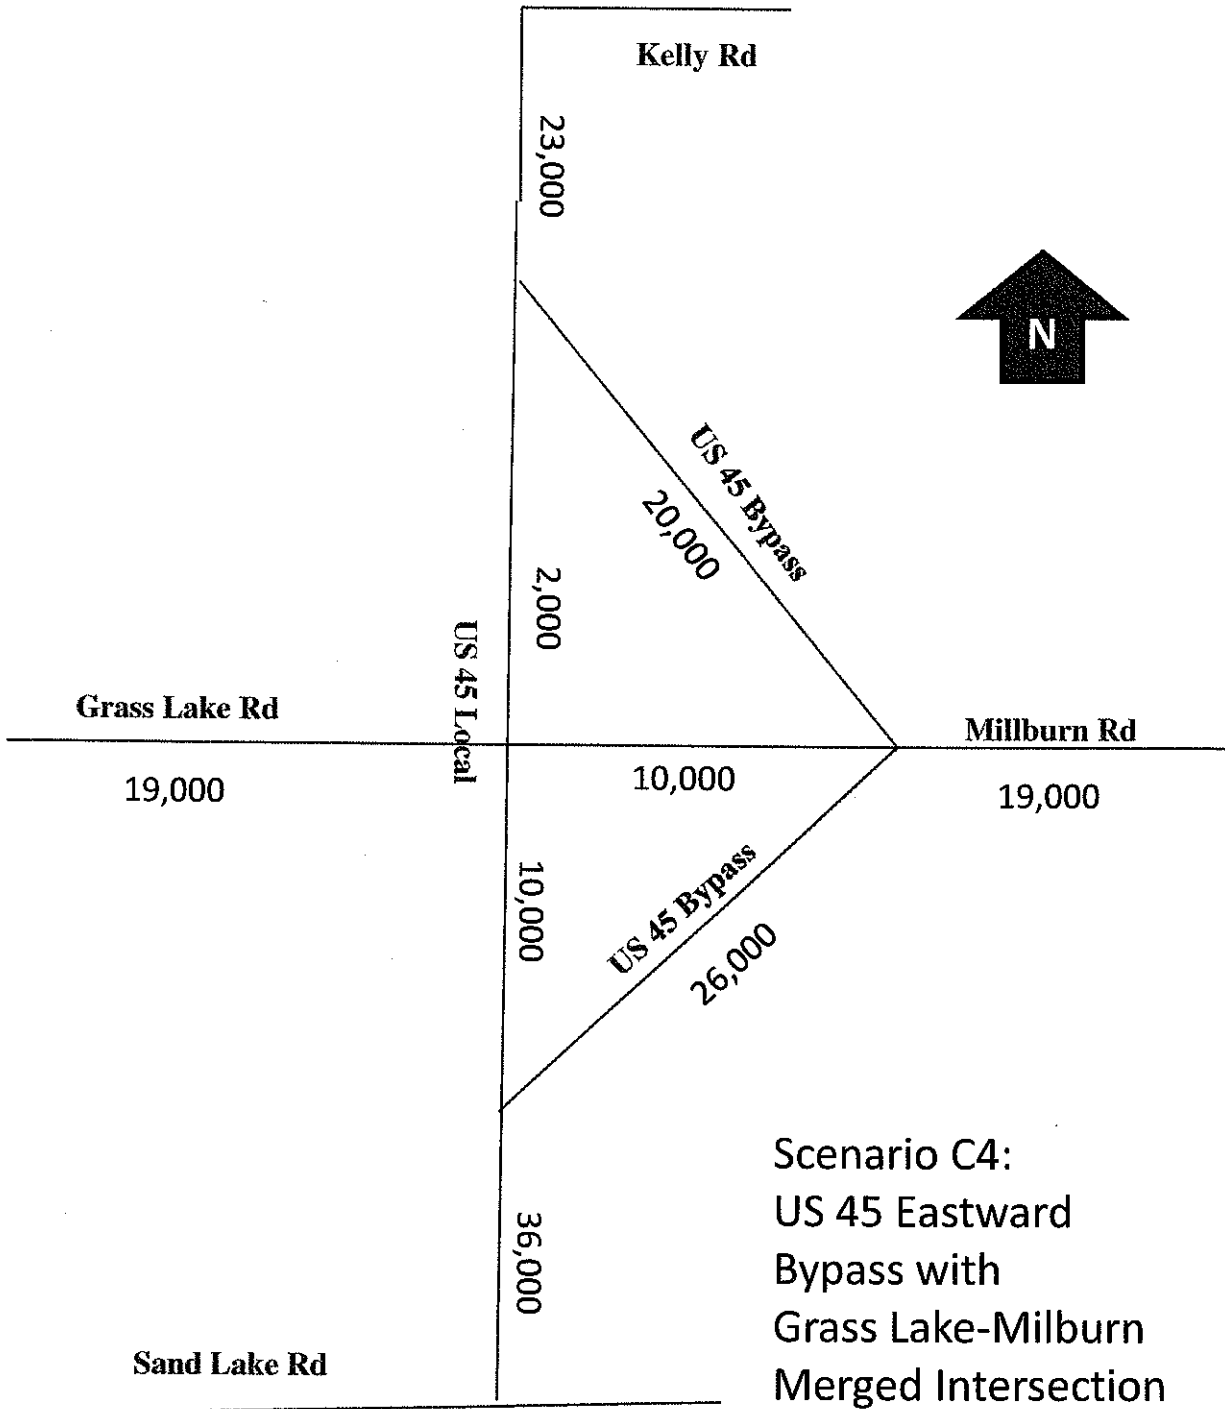 Kelly Rd
23,000
N
US 45 Bypass
20,000
2,000
US 45 Local
Grass Lake Rd
Millburn Rd
19,000
10,000
19,000
10,000
US 45 Bypass
26,000
36,000
Scenario C4:
US 45 Eastward
Bypass with
Grass Lake-Milburn
Merged Intersection
Sand Lake Rd